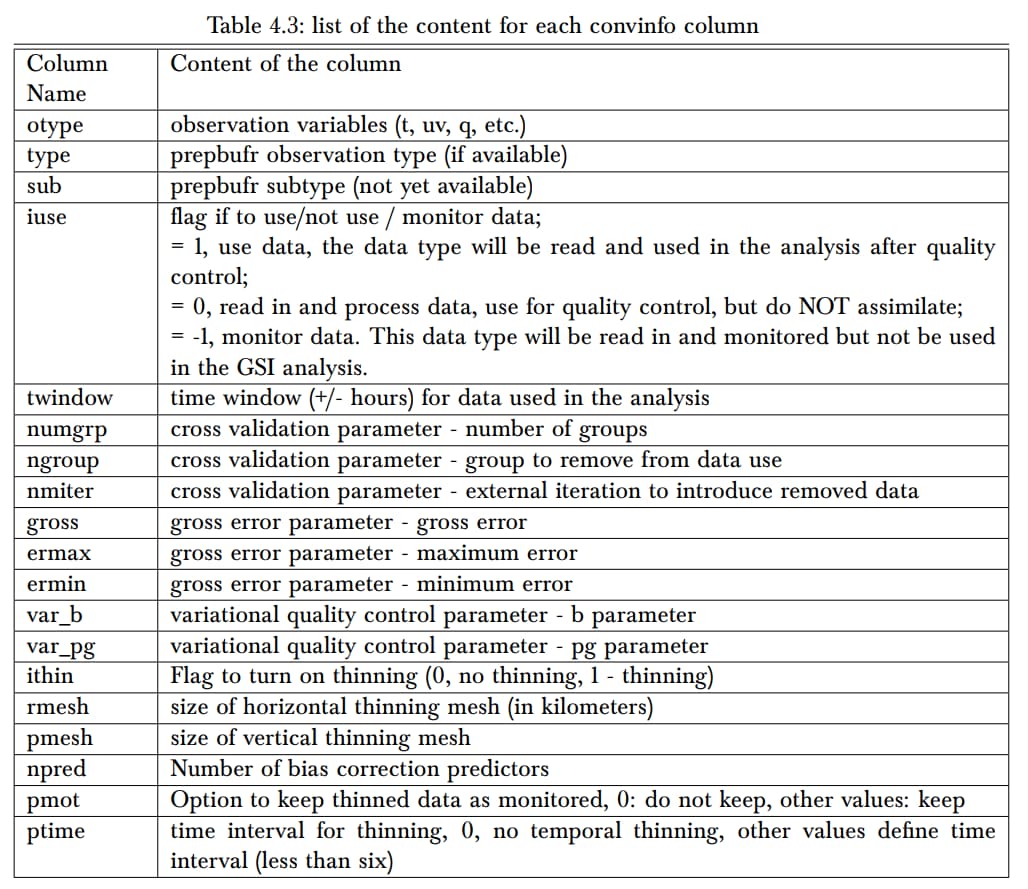 Table 4.3: list of the content for each convinfo column
Column Content of the column
Name
otype observation variables (t, uv, q, etc.)
type prepbufr observation type (if available)
sub prepbufr subtype (not yet available)
iuse flag if to use/not use / monitor data;
= 1, use data, the data type will be read and used in the analysis after quality
control;
= 0, read in and process data, use for quality control, but do NOT assimilate;
= -1, monitor data. This data type will be read in and monitored but not be used
in the GSI analysis.
twindow time window (+/- hours) for data used in the analysis
numgrp cross validation parameter - number of groups
ngroup cross validation parameter - group to remove from data use
nmiter cross validation parameter - external iteration to introduce removed data
gross gross error parameter - gross error
ermax gross error parameter - maximum error
ermin gross error parameter - minimum error
var_b variational quality control parameter - b parameter
var_pg variational quality control parameter - pg parameter
ithin Flag to turn on thinning (0, no thinning, 1 - thinning)
rmesh size of horizontal thinning mesh (in kilometers)
pmesh size of vertical thinning mesh
npred Number of bias correction predictors
pmot Option to keep thinned data as monitored, 0: do not keep, other values: keep
ptime time interval for thinning, 0, no temporal thinning, other values define time
interval (less than six)